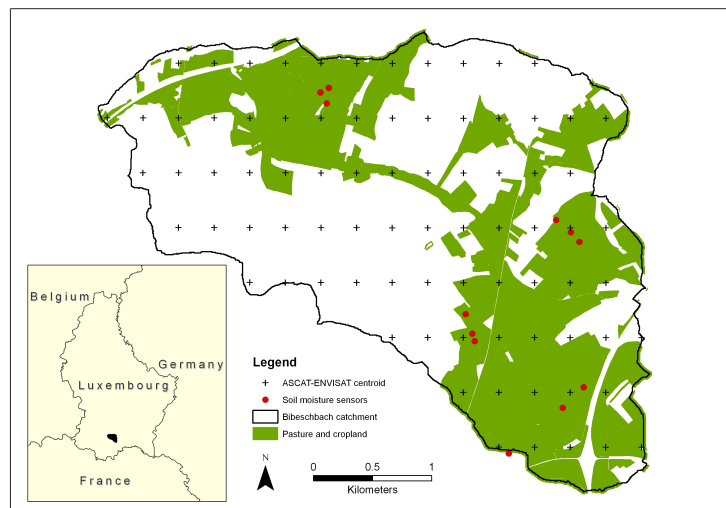 Belgium
Germany
Luxembourg
France
Legend
ASCAT-ENVISAT centroid
Soil moisture sensors
Bibeschbach catchment
Pasture and cropland
N
0 0.5 1
Kilometers